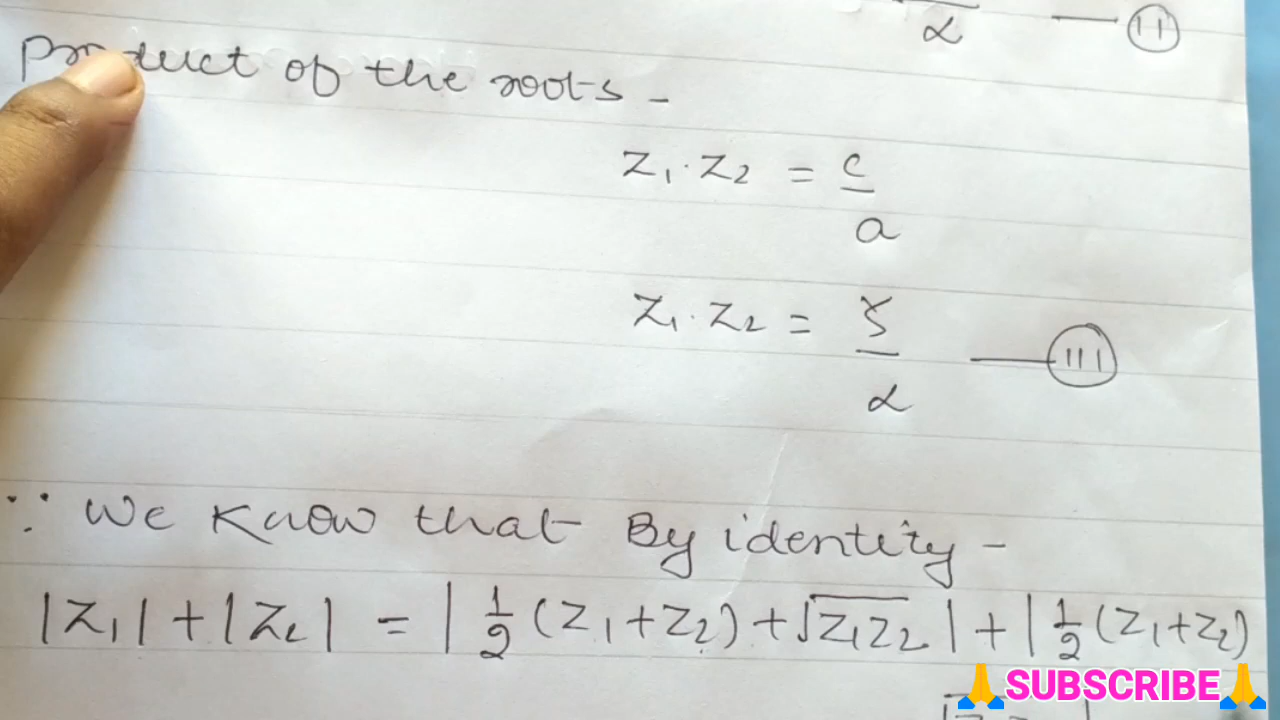 α —— (II)
Product of the roots -
Z₁·Z₂ = c/a
Z₁·Z₂ = ζ/α —— (III)
∵ We know that By identity -
|Z₁| + |Z₂| = |½(Z₁+Z₂) + √Z₁Z₂| + |½(Z₁+Z₂)
🙏SUBSCRIBE🙏